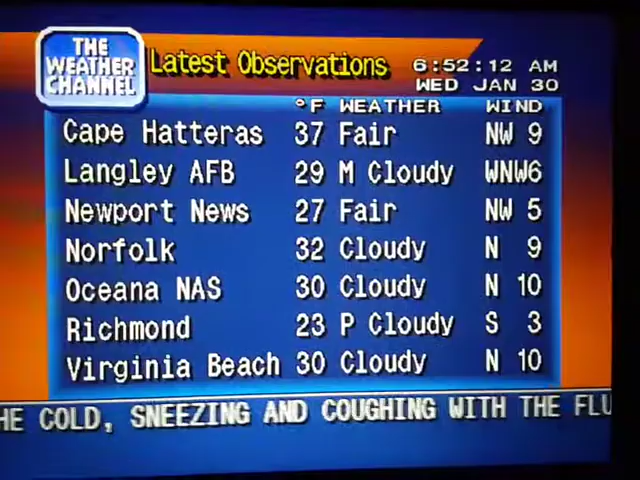 THE
WEATHER
CHANNEL
Latest Observations
6:52:12 AM
WED JAN 30
°F WEATHER WIND
Cape Hatteras 37 Fair NW 9
Langley AFB 29 M Cloudy WNW6
Newport News 27 Fair NW 5
Norfolk 32 Cloudy N 9
Oceana NAS 30 Cloudy N 10
Richmond 23 P Cloudy S 3
Virginia Beach 30 Cloudy N 10
HE COLD, SNEEZING AND COUGHING WITH THE FLU